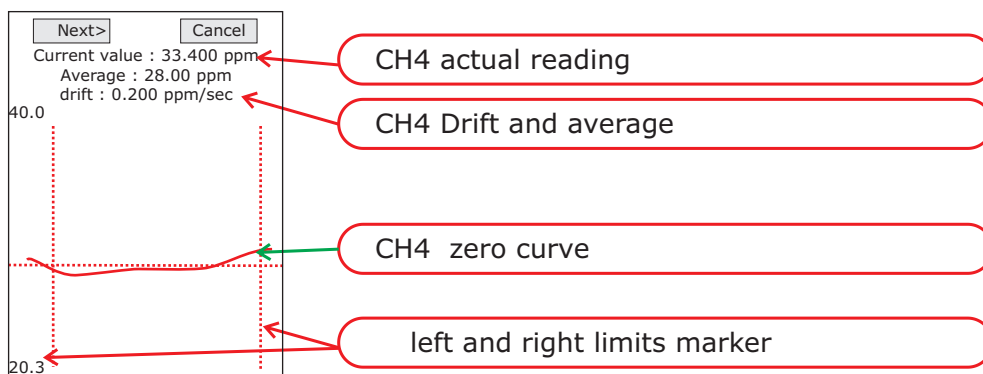 Next> Cancel
Current value : 33.400 ppm
Average : 28.00 ppm
drift : 0.200 ppm/sec
40.0
20.3
CH4 actual reading
CH4 Drift and average
CH4 zero curve
left and right limits marker